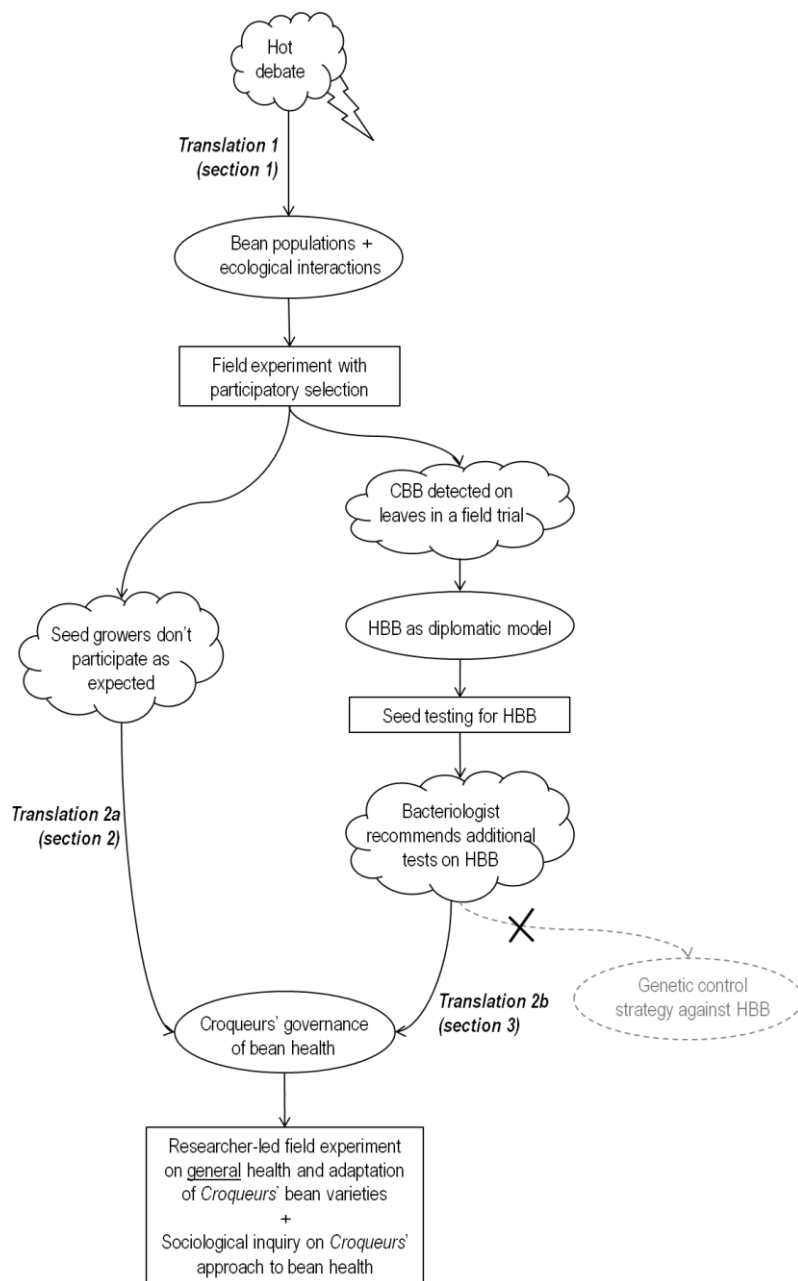 Hot
debate
Translation 1
(section 1)
Bean populations +
ecological interactions
Field experiment with
participatory selection
CBB detected on
leaves in a field trial
Seed growers don't
participate as
expected
HBB as diplomatic model
Seed testing for HBB
Translation 2a
(section 2)
Bacteriologist
recommends additional
tests on HBB
Genetic control
strategy against HBB
Translation 2b
(section 3)
Croqueurs' governance
of bean health
Researcher-led field experiment
on general health and adaptation
of Croqueurs' bean varieties
+
Sociological inquiry on Croqueurs'
approach to bean health